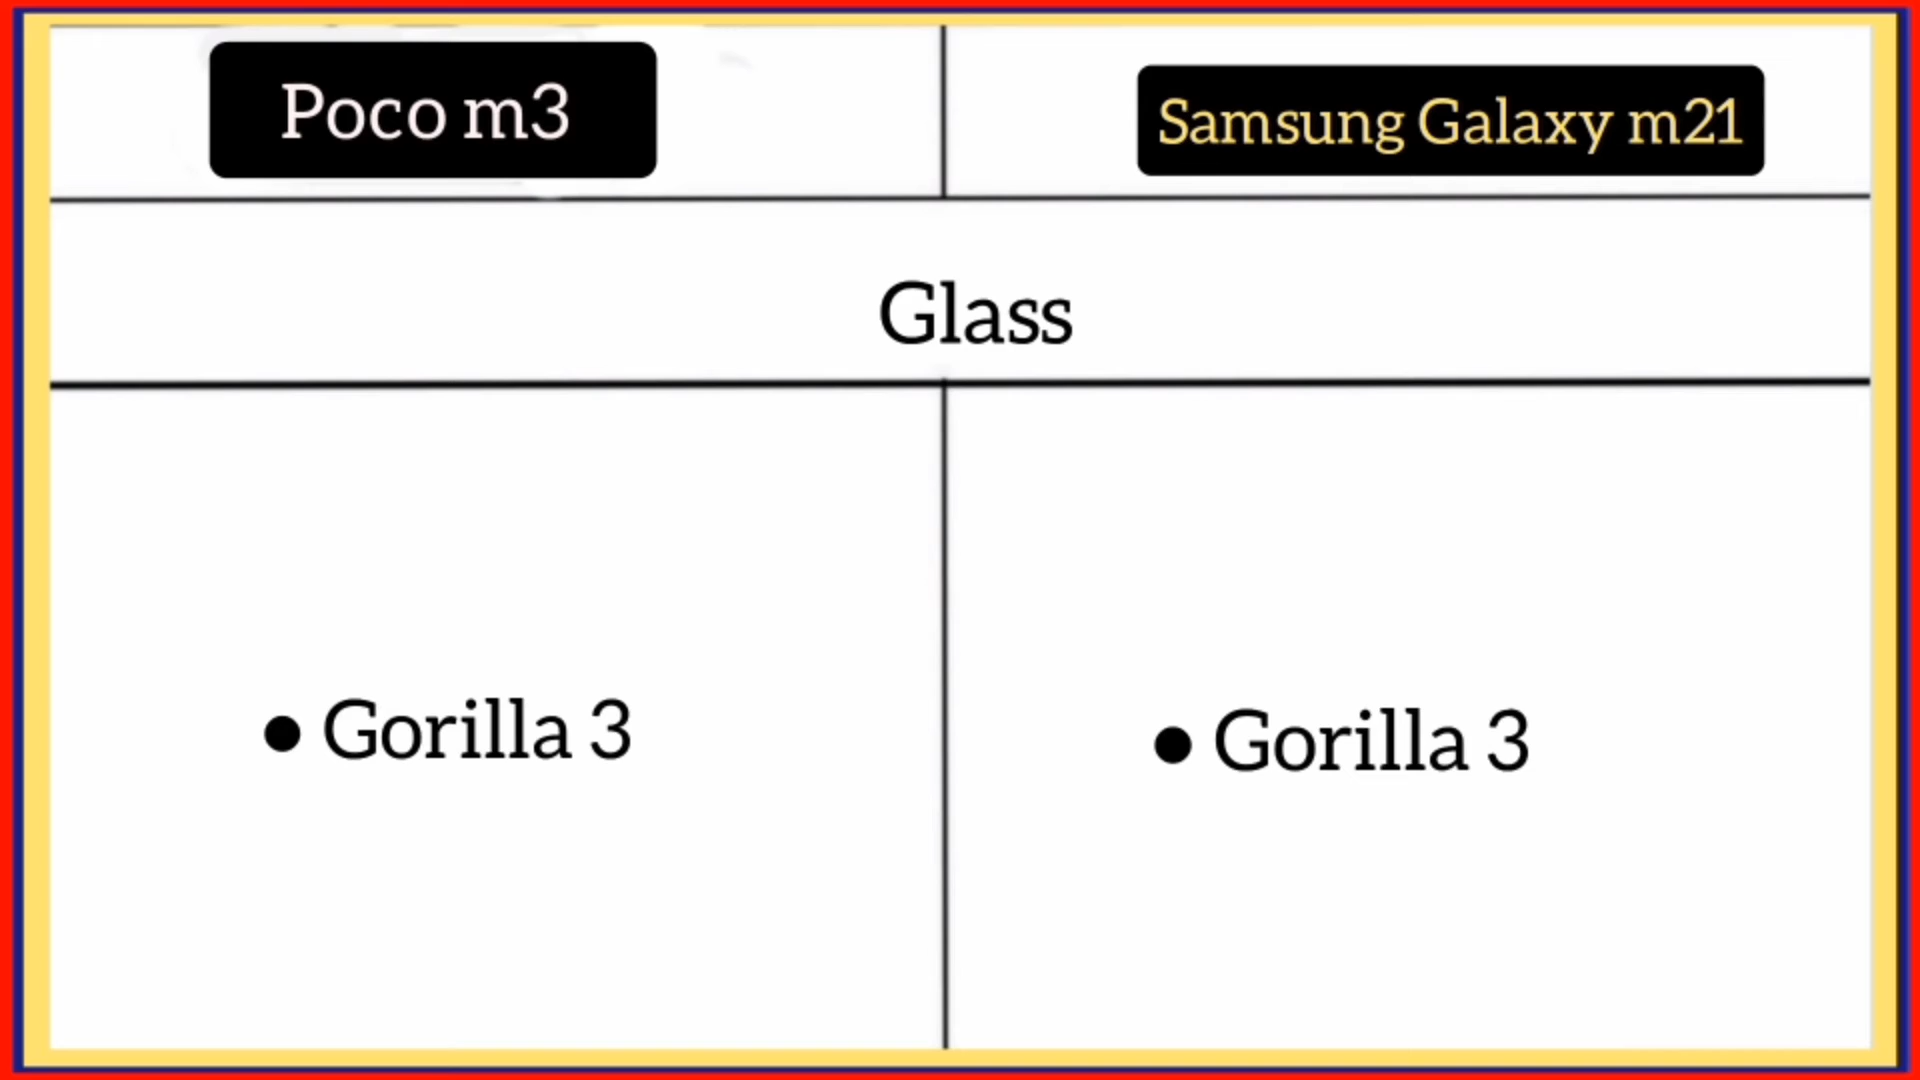 Poco m3
Samsung Galaxy m21
Glass
• Gorilla 3
• Gorilla 3